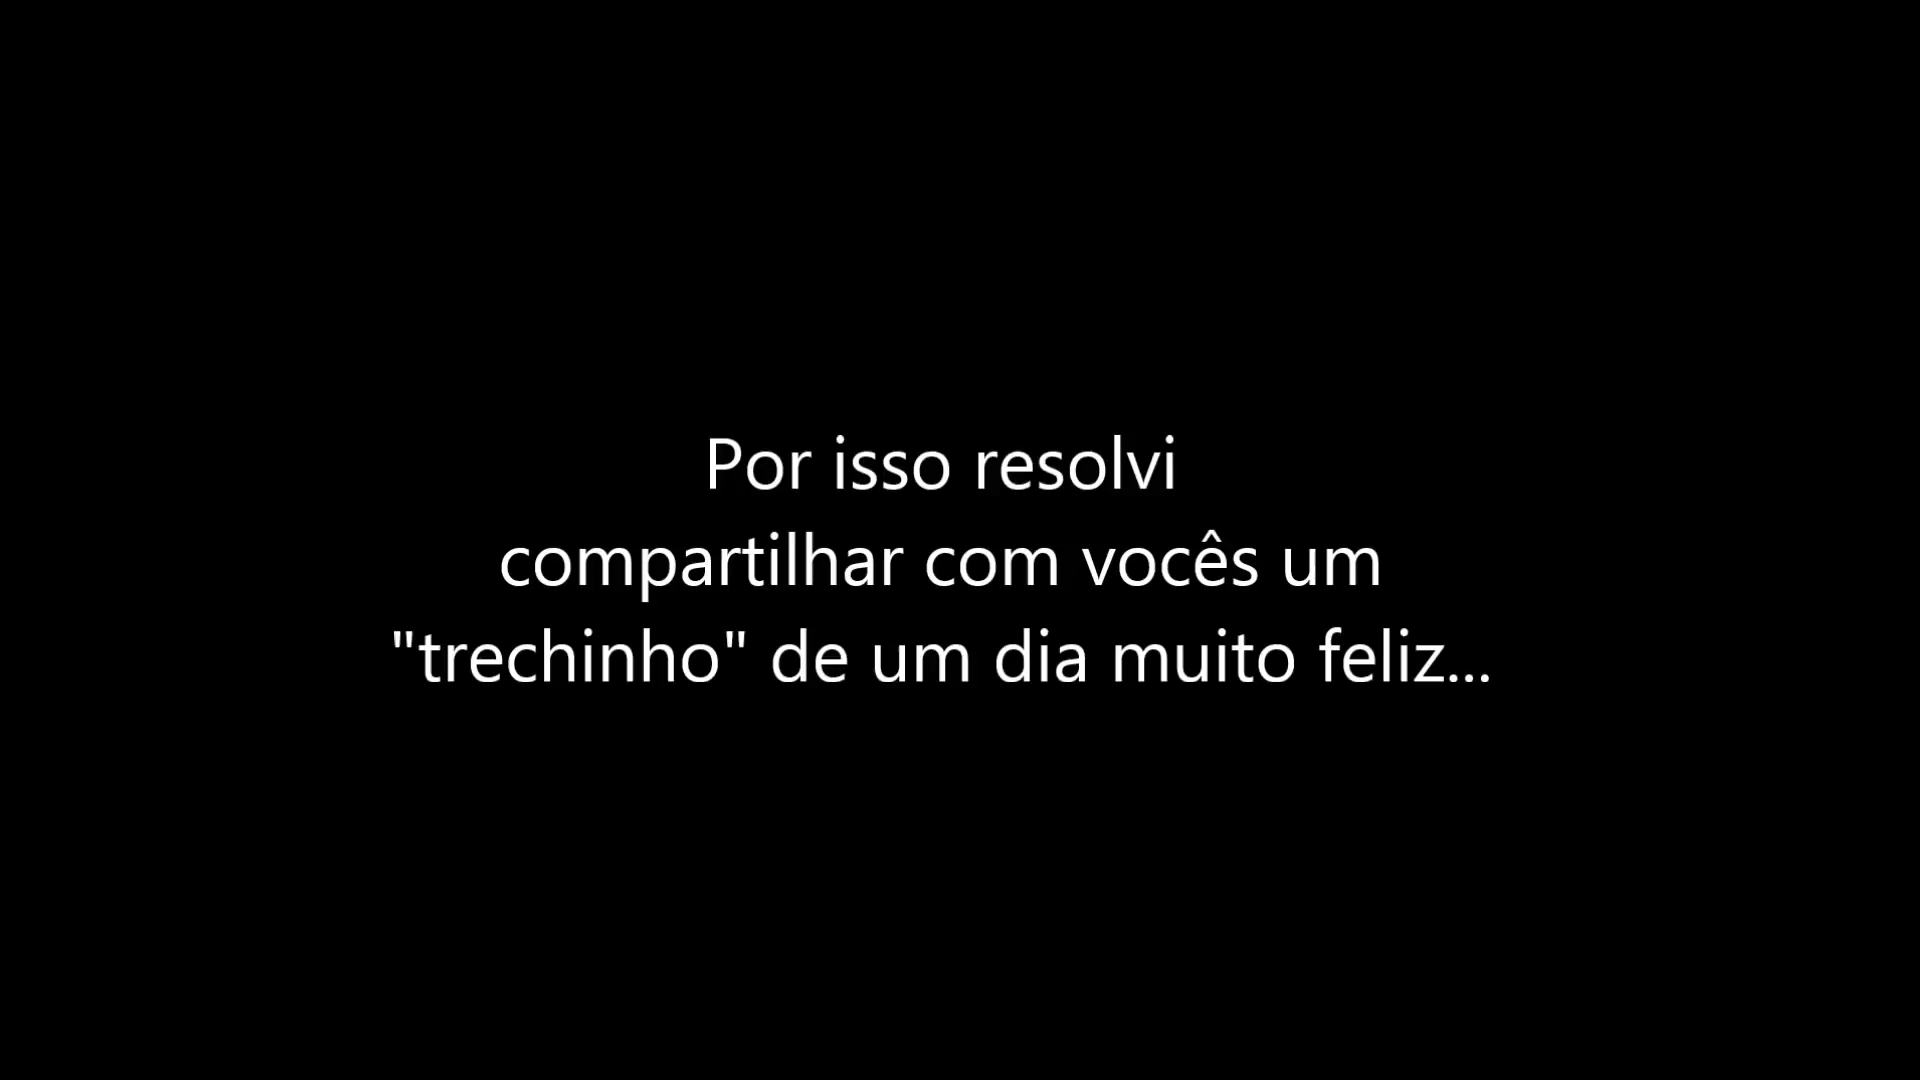 Por isso resolvi
compartilhar com vocês um
"trechinho" de um dia muito feliz...